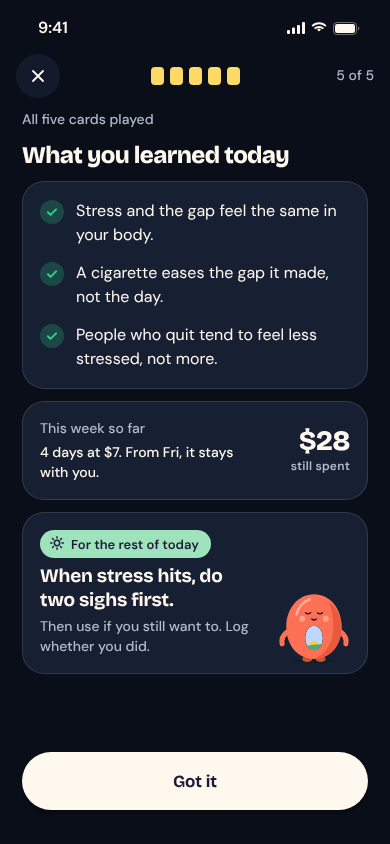 9:41
5 of 5
All five cards played
What you learned today
Stress and the gap feel the same in
your body.
A cigarette eases the gap it made,
not the day.
People who quit tend to feel less
stressed, not more.
This week so far
4 days at $7. From Fri, it stays
with you.
$28
still spent
For the rest of today
When stress hits, do
two sighs first.
Then use if you still want to. Log
whether you did.
Got it